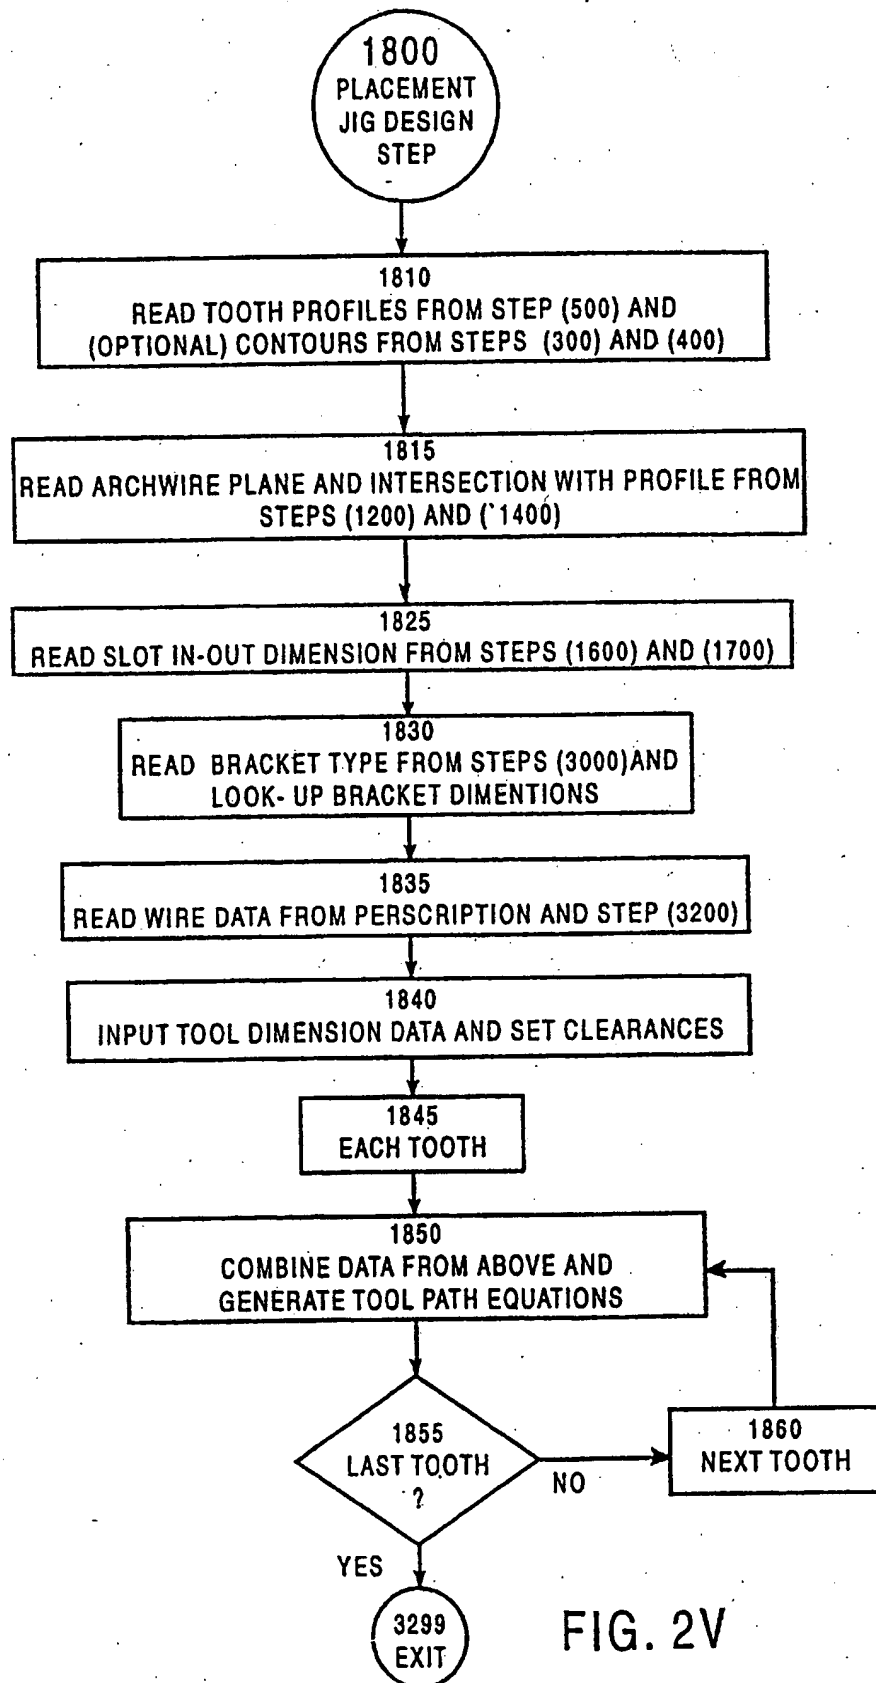 1800
PLACEMENT
JIG DESIGN
STEP
1810
READ TOOTH PROFILES FROM STEP (500) AND
(OPTIONAL) CONTOURS FROM STEPS (300) AND (400)
1815
READ ARCHWIRE PLANE AND INTERSECTION WITH PROFILE FROM
STEPS (1200) AND (1400)
1825
READ SLOT IN-OUT DIMENSION FROM STEPS (1600) AND (1700)
1830
READ BRACKET TYPE FROM STEPS (3000) AND
LOOK-UP BRACKET DIMENTIONS
1835
READ WIRE DATA FROM PERSCRIPTION AND STEP (3200)
1840
INPUT TOOL DIMENSION DATA AND SET CLEARANCES
1845
EACH TOOTH
1850
COMBINE DATA FROM ABOVE AND
GENERATE TOOL PATH EQUATIONS
1855
LAST TOOTH
?
NO
1860
NEXT TOOTH
YES
3299
EXIT
FIG. 2V